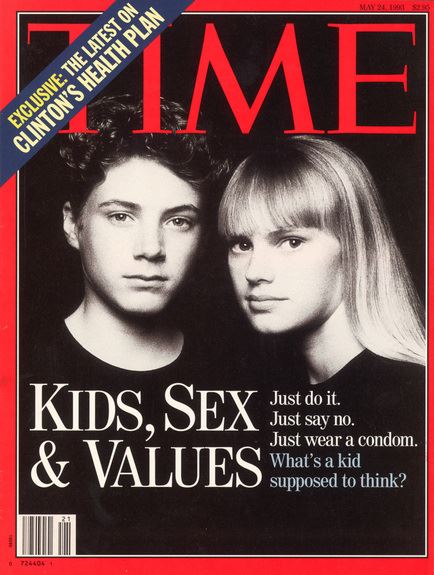 MAY 24, 1993 $2.95
TIME
EXCLUSIVE: THE LATEST ON
CLINTON'S HEALTH PLAN
KIDS, SEX
& VALUES
Just do it.
Just say no.
Just wear a condom.
What's a kid
supposed to think?
21
0 724404 1